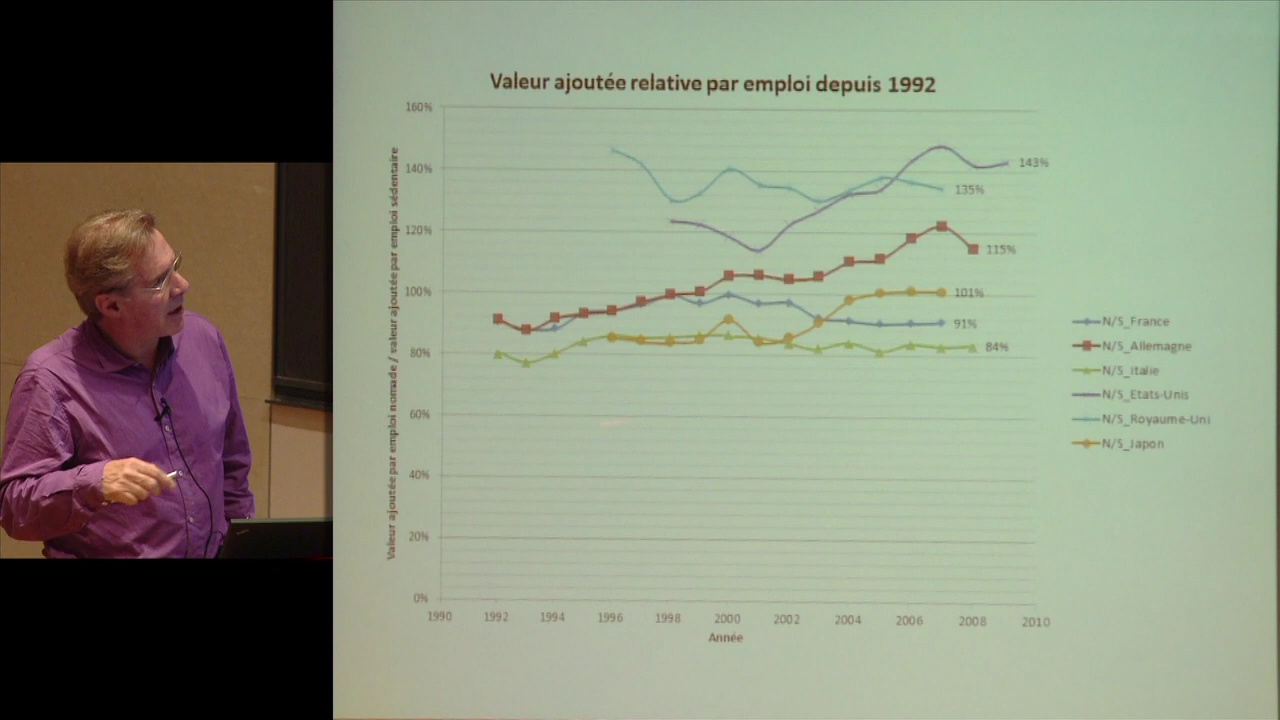 Valeur ajoutée relative par emploi depuis 1992
Valeur ajoutée par emploi nomade / valeur ajoutée par emploi sédentaire
160%
140%
120%
100%
80%
60%
40%
20%
0%
143%
135%
115%
101%
91%
84%
N/S_France
N/S_Allemagne
N/S_Italie
N/S_Etats-Unis
N/S_Royaume-Uni
N/S_Japon
1990 1992 1994 1996 1998 2000 2002 2004 2006 2008 2010
Année